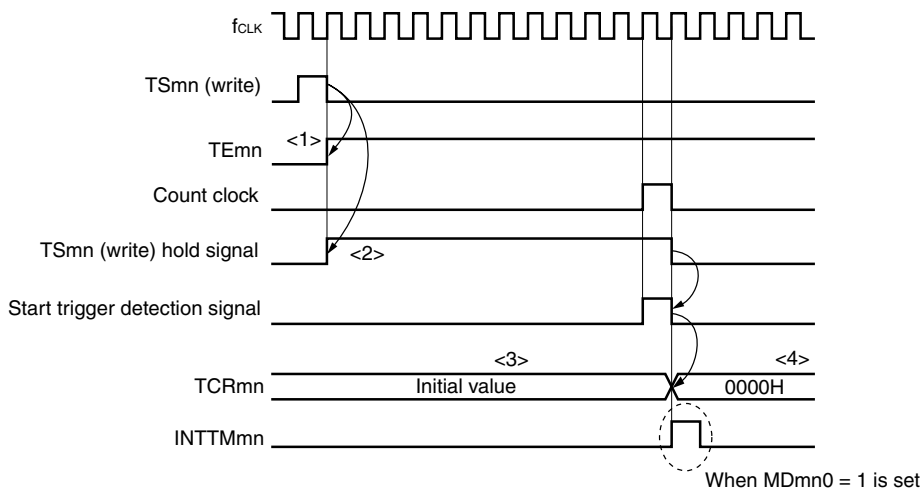 fCLK
TSmn (write)
<1>
TEmn
Count clock
TSmn (write) hold signal
<2>
Start trigger detection signal
<3>
<4>
TCRmn
Initial value
0000H
INTTMmn
When MDmn0 = 1 is set